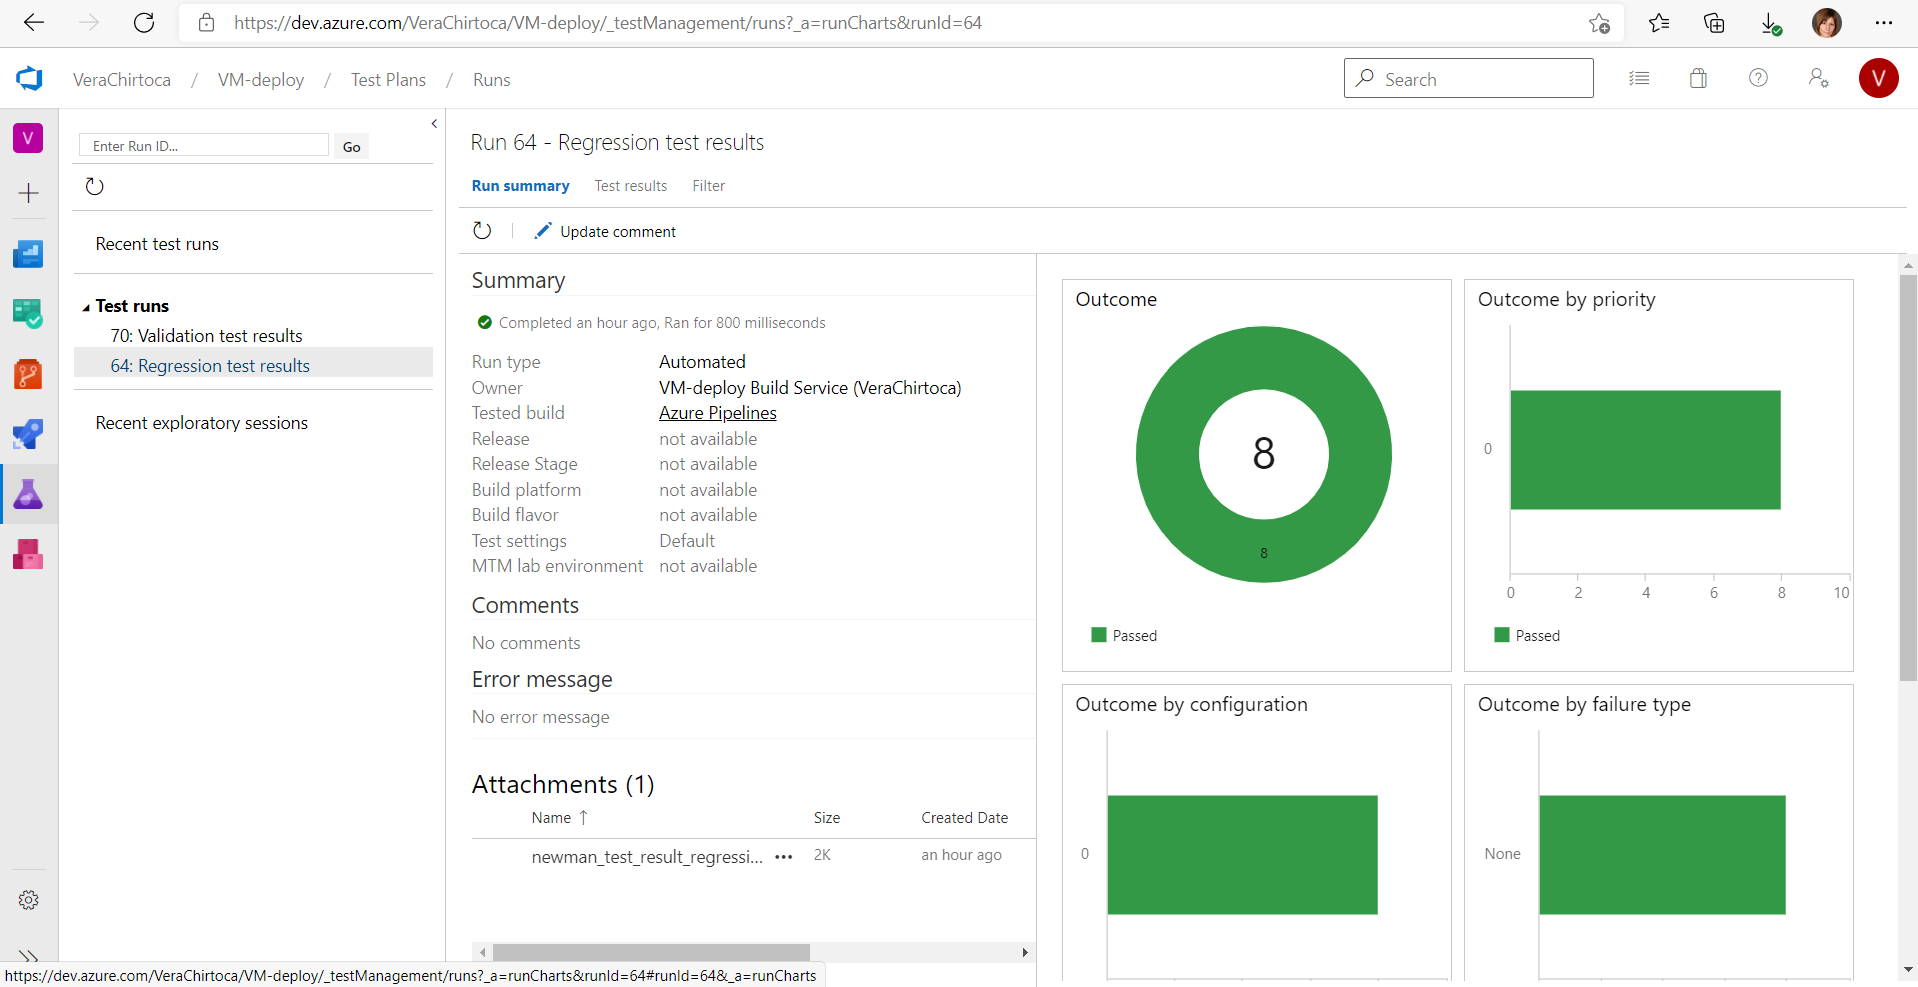 https://dev.azure.com/VeraChirtoca/VM-deploy/_testManagement/runs?_a=runCharts&runId=64
VeraChirtoca / VM-deploy / Test Plans / Runs
Search
V
V
Enter Run ID...
Go
Recent test runs
Test runs
70: Validation test results
64: Regression test results
Recent exploratory sessions
Run 64 - Regression test results
Run summary Test results Filter
Update comment
Summary
Completed an hour ago, Ran for 800 milliseconds
Run type Automated
Owner VM-deploy Build Service (VeraChirtoca)
Tested build Azure Pipelines
Release not available
Release Stage not available
Build platform not available
Build flavor not available
Test settings Default
MTM lab environment not available
Comments
No comments
Error message
No error message
Attachments (1)
Name ↑ Size Created Date
newman_test_result_regressi... ••• 2K an hour ago
Outcome
8
8
Passed
Outcome by priority
0
0 2 4 6 8 10
Passed
Outcome by configuration
0
Outcome by failure type
None
https://dev.azure.com/VeraChirtoca/VM-deploy/_testManagement/runs?_a=runCharts&runId=64#runId=64&_a=runCharts